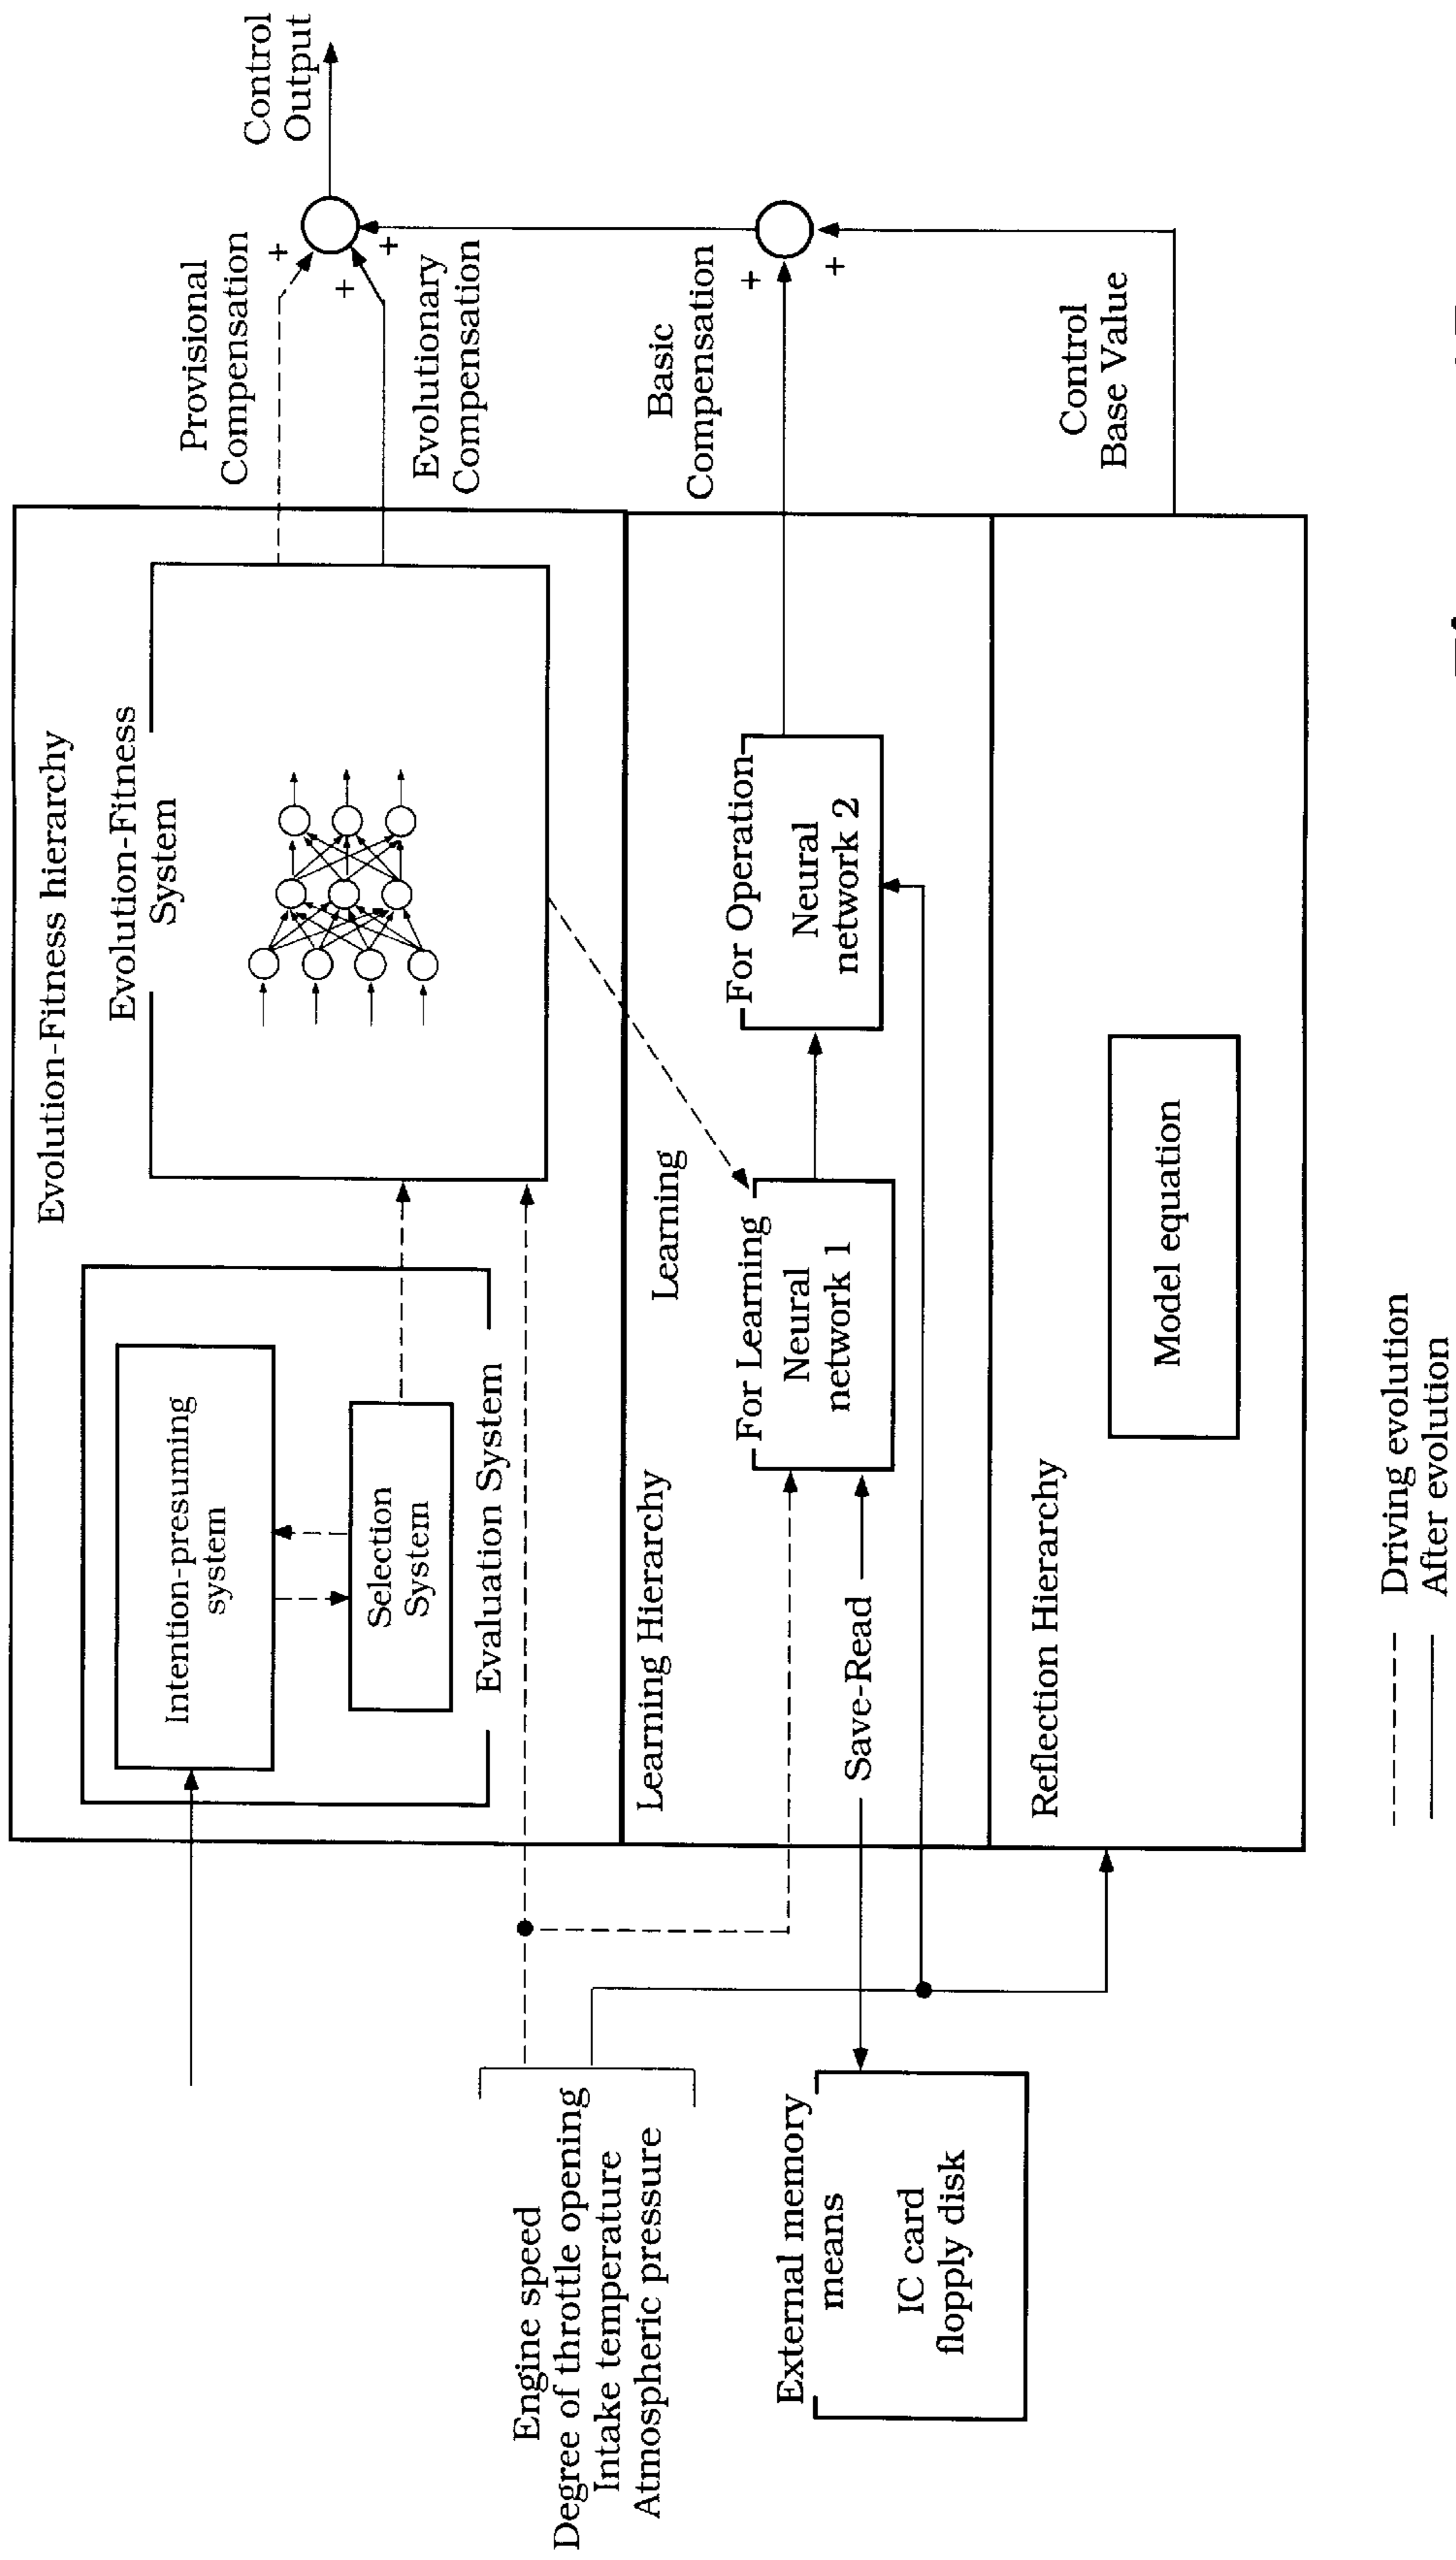 Evolution-Fitness hierarchy
Intention-presuming
system
Selection
System
Evaluation System
Evolution-Fitness
System
Provisional
Compensation
+
+
+
Evolutionary
Compensation
Control
Output
Engine speed
Degree of throttle opening
Intake temperature
Atmospheric pressure
Learning Hierarchy
Learning
For Learning
Neural
network 1
For Operation
Neural
network 2
Save-Read
Basic
Compensation
+
+
External memory
means
IC card
flopply disk
Reflection Hierarchy
Model equation
Control
Base Value
Driving evolution
After evolution